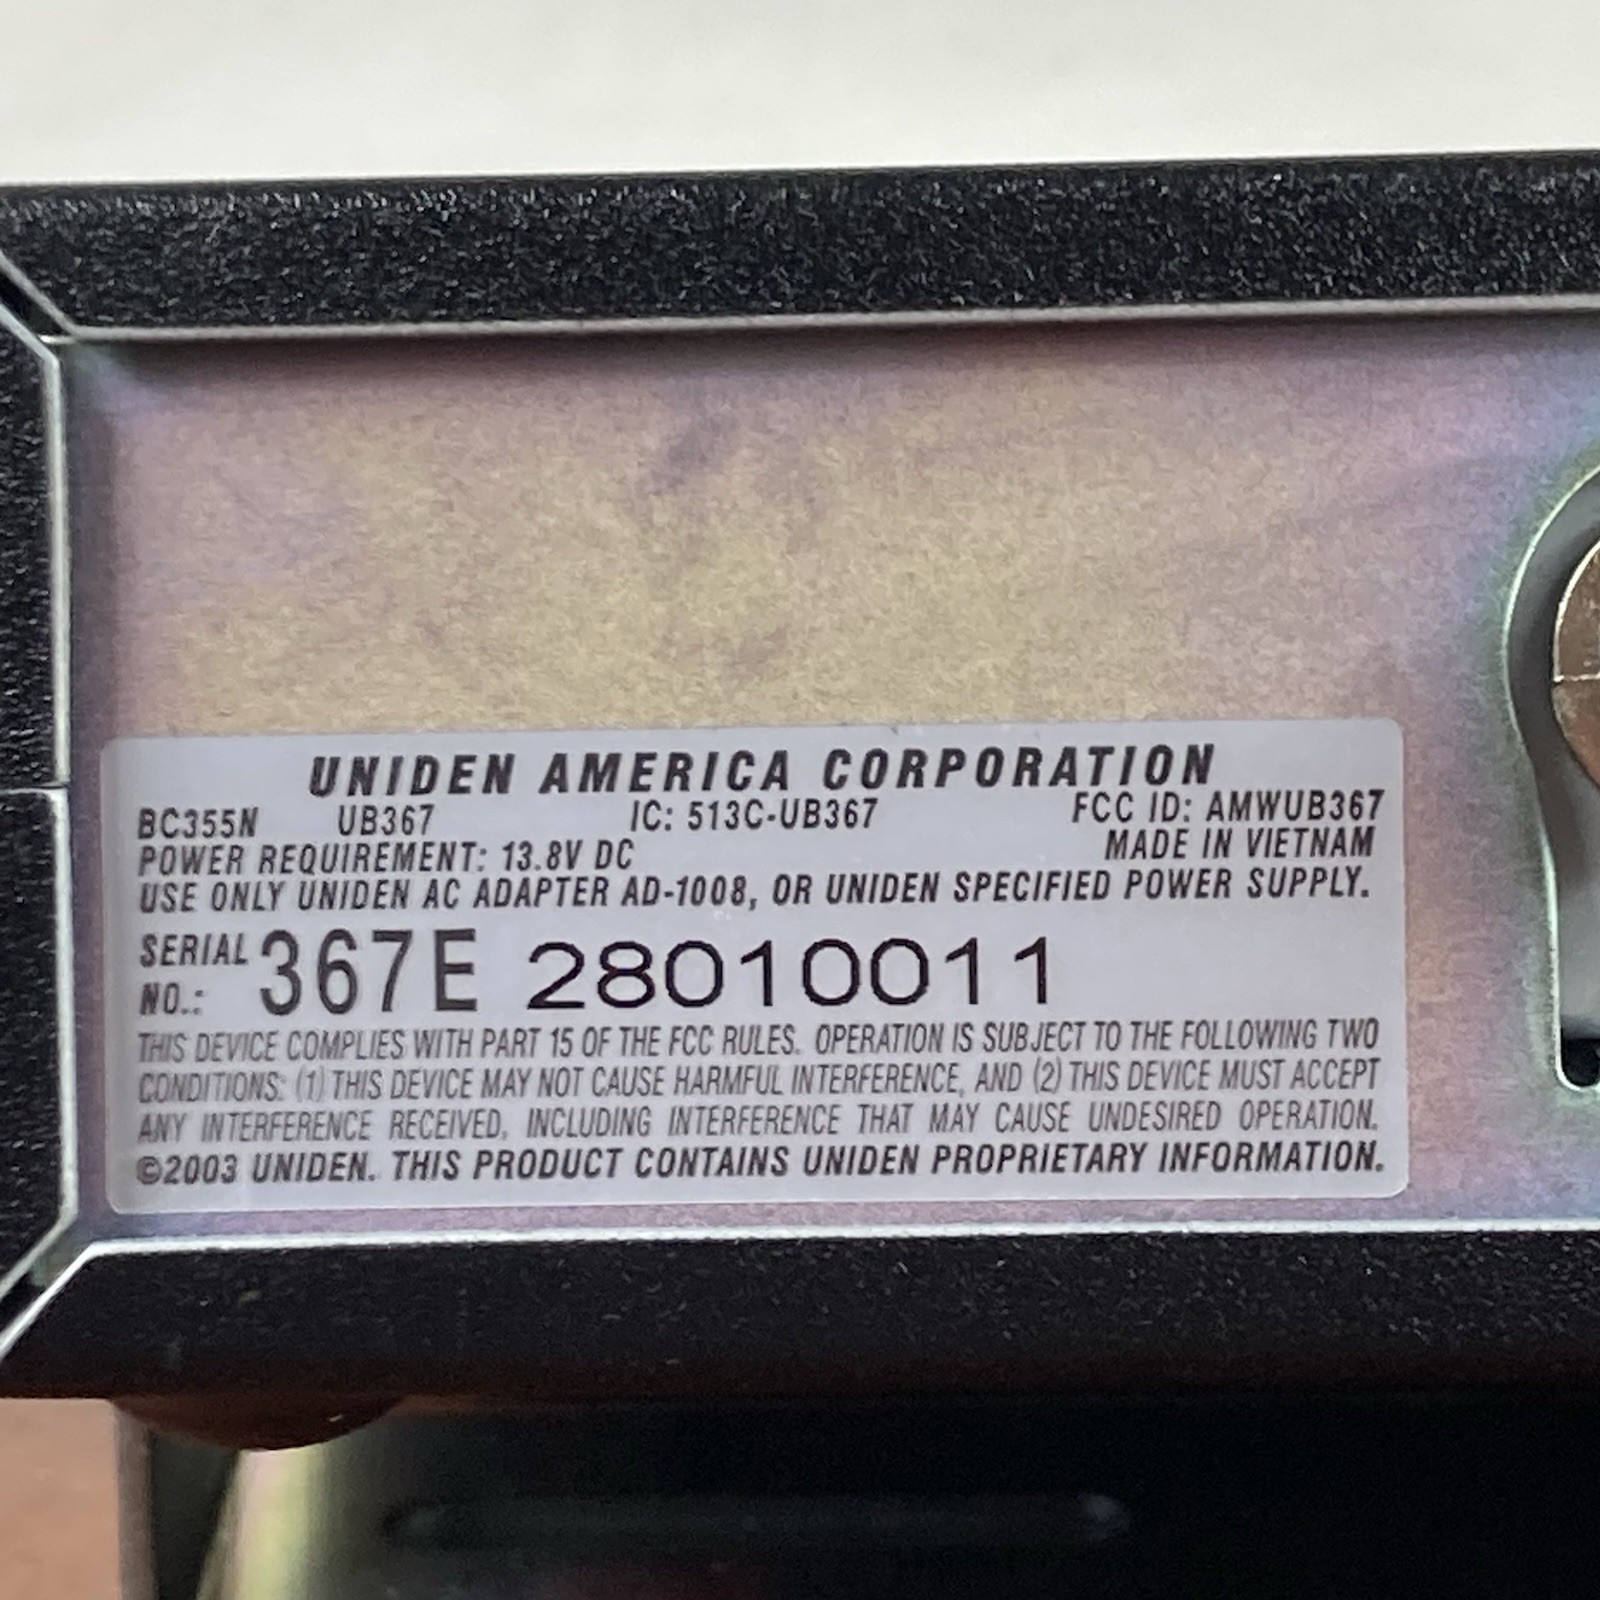 UNIDEN AMERICA CORPORATION
BC355N UB367 IC: 513C-UB367 FCC ID: AMWUB367
POWER REQUIREMENT: 13.8V DC MADE IN VIETNAM
USE ONLY UNIDEN AC ADAPTER AD-1008, OR UNIDEN SPECIFIED POWER SUPPLY.
SERIAL NO.: 367E 28010011
THIS DEVICE COMPLIES WITH PART 15 OF THE FCC RULES. OPERATION IS SUBJECT TO THE FOLLOWING TWO
CONDITIONS: (1) THIS DEVICE MAY NOT CAUSE HARMFUL INTERFERENCE, AND (2) THIS DEVICE MUST ACCEPT
ANY INTERFERENCE RECEIVED, INCLUDING INTERFERENCE THAT MAY CAUSE UNDESIRED OPERATION.
©2003 UNIDEN. THIS PRODUCT CONTAINS UNIDEN PROPRIETARY INFORMATION.